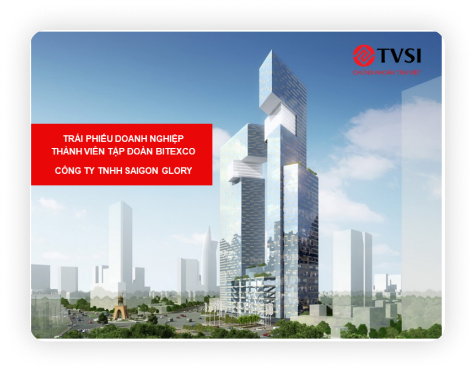 TVSI
TRÁI PHIẾU DOANH NGHIỆP
THÀNH VIÊN TẬP ĐOÀN BITEXCO
CÔNG TY TNHH SAIGON GLORY